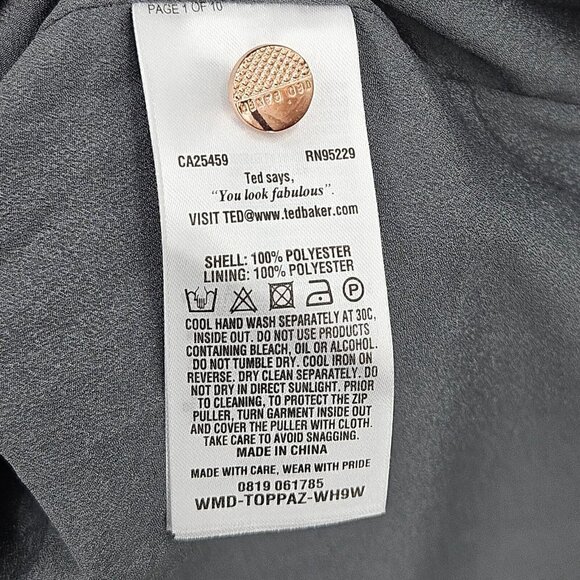 PAGE 1 OF 10
TED BAKER
CA25459 RN95229
Ted says,
"You look fabulous".
VISIT TED@www.tedbaker.com
SHELL: 100% POLYESTER
LINING: 100% POLYESTER
P
COOL HAND WASH SEPARATELY AT 30C,
INSIDE OUT. DO NOT USE PRODUCTS
CONTAINING BLEACH, OIL OR ALCOHOL.
DO NOT TUMBLE DRY. COOL IRON ON
REVERSE. DRY CLEAN SEPARATELY. DO
NOT DRY IN DIRECT SUNLIGHT. PRIOR
TO CLEANING, TO PROTECT THE ZIP
PULLER, TURN GARMENT INSIDE OUT
AND COVER THE PULLER WITH CLOTH.
TAKE CARE TO AVOID SNAGGING.
MADE IN CHINA
MADE WITH CARE, WEAR WITH PRIDE
0819 061785
WMD-TOPPAZ-WH9W